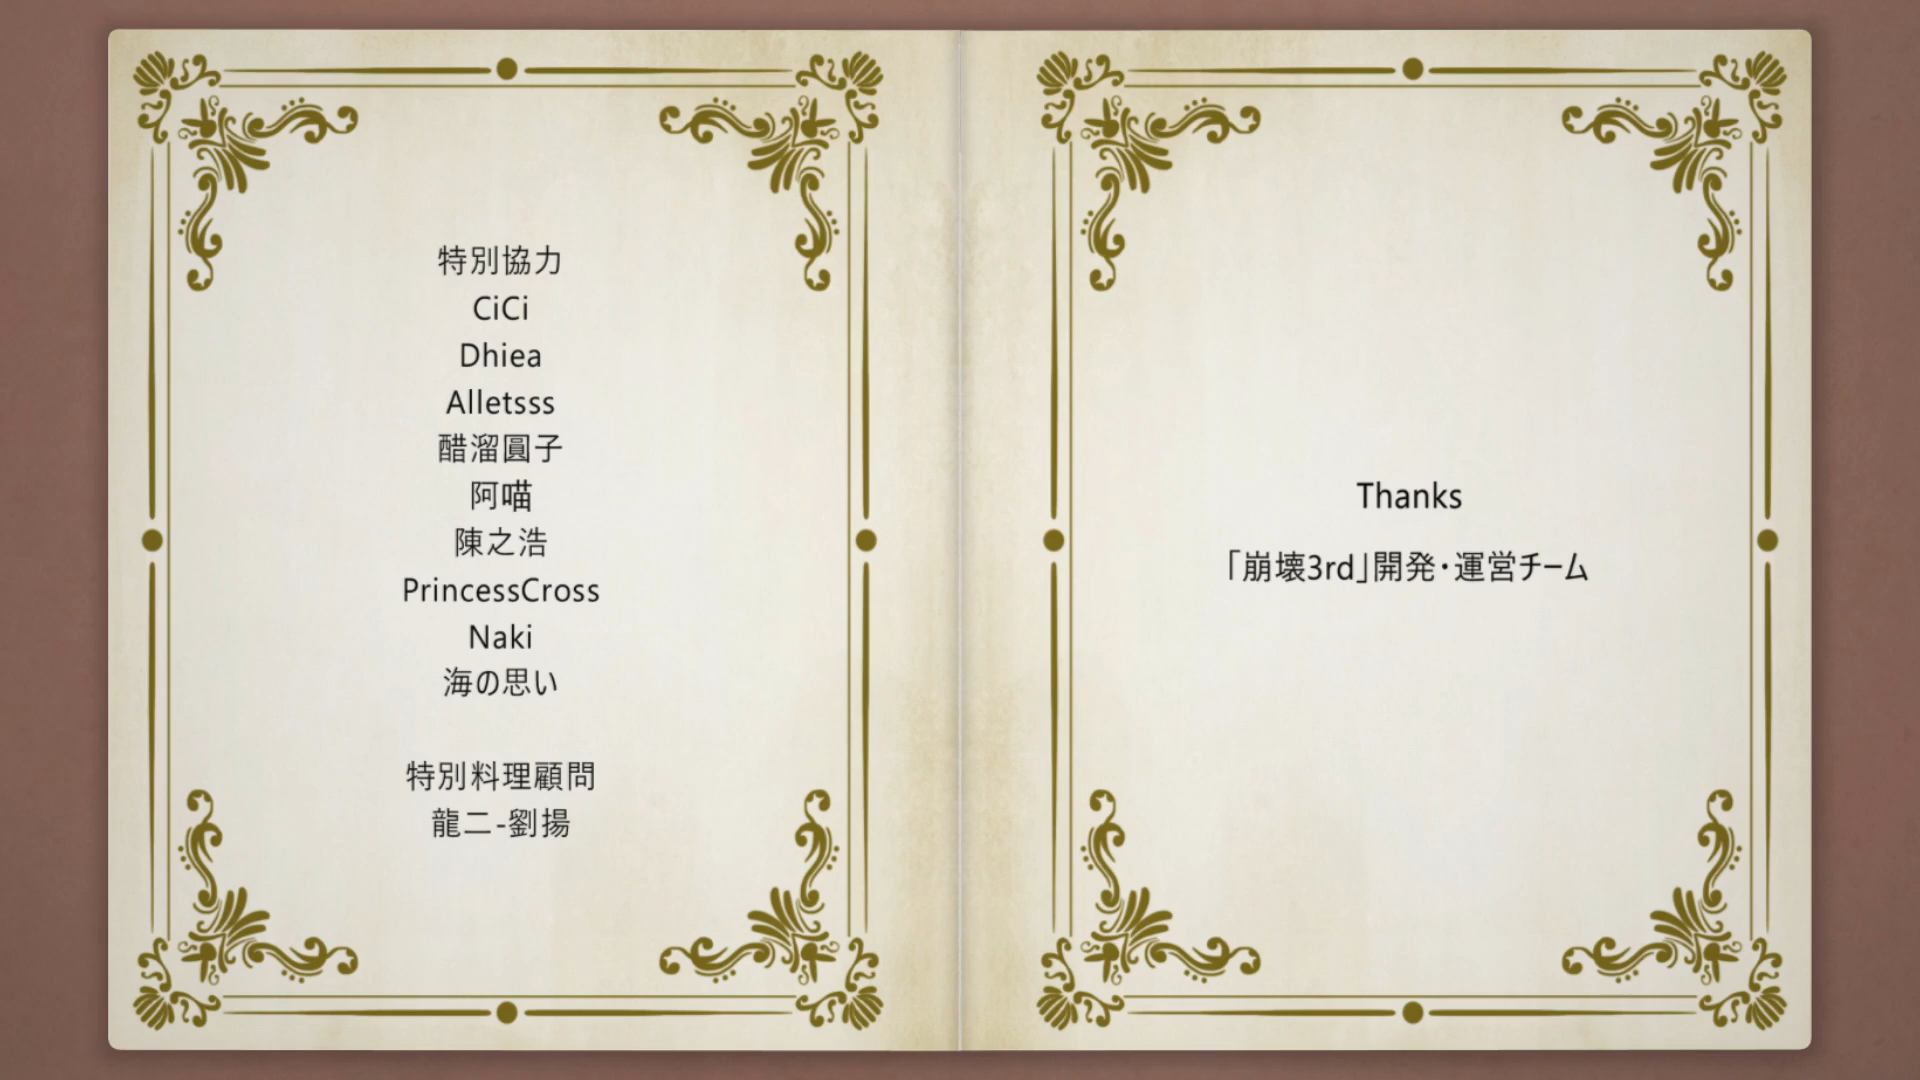 特別協力
CiCi
Dhiea
Alletsss
醋溜圓子
阿喵
陳之浩
PrincessCross
Naki
海の思い
特別料理顧問
龍二-劉揚
Thanks
「崩壊3rd」開発・運営チーム